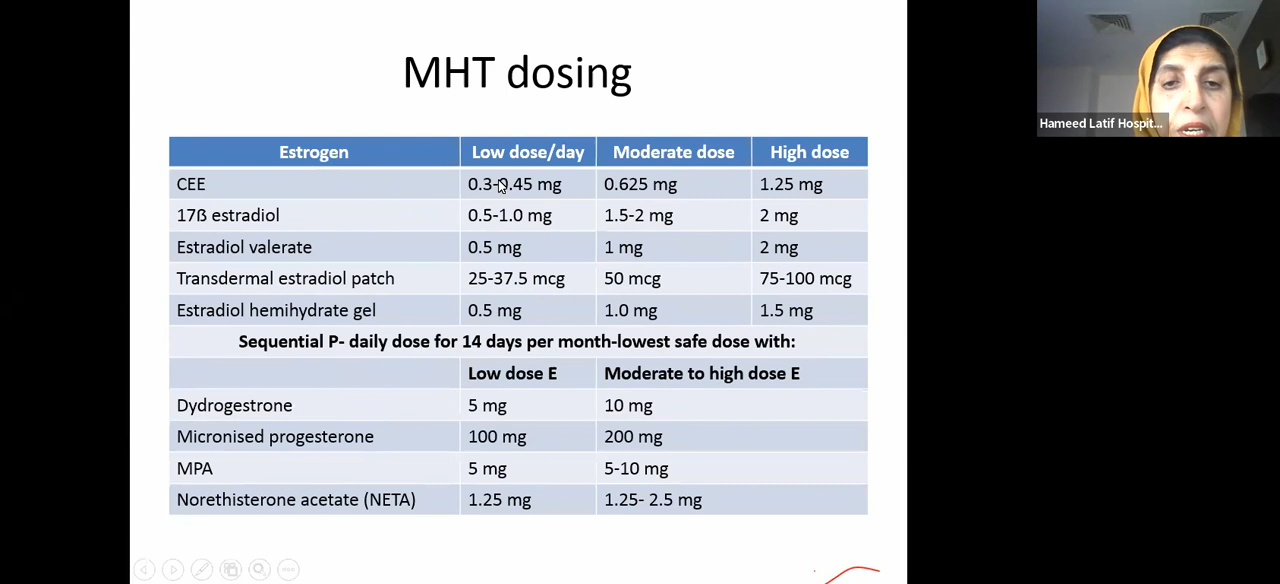 MHT dosing
Hameed Latif Hospit...
Estrogen Low dose/day Moderate dose High dose
CEE 0.3-0.45 mg 0.625 mg 1.25 mg
17ß estradiol 0.5-1.0 mg 1.5-2 mg 2 mg
Estradiol valerate 0.5 mg 1 mg 2 mg
Transdermal estradiol patch 25-37.5 mcg 50 mcg 75-100 mcg
Estradiol hemihydrate gel 0.5 mg 1.0 mg 1.5 mg
Sequential P- daily dose for 14 days per month-lowest safe dose with:
Low dose E Moderate to high dose E
Dydrogestrone 5 mg 10 mg
Micronised progesterone 100 mg 200 mg
MPA 5 mg 5-10 mg
Norethisterone acetate (NETA) 1.25 mg 1.25- 2.5 mg